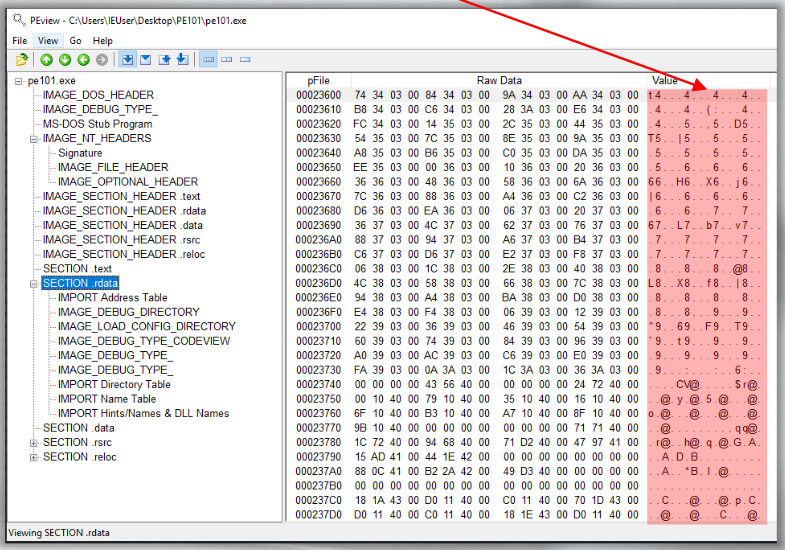 PEview - C:\Users\IEUser\Desktop\PE101\pe101.exe
File View Go Help
pe101.exe
IMAGE_DOS_HEADER
IMAGE_DEBUG_TYPE_
MS-DOS Stub Program
IMAGE_NT_HEADERS
Signature
IMAGE_FILE_HEADER
IMAGE_OPTIONAL_HEADER
IMAGE_SECTION_HEADER .text
IMAGE_SECTION_HEADER .rdata
IMAGE_SECTION_HEADER .data
IMAGE_SECTION_HEADER .rsrc
IMAGE_SECTION_HEADER .reloc
SECTION .text
SECTION .rdata
IMPORT Address Table
IMAGE_DEBUG_DIRECTORY
IMAGE_LOAD_CONFIG_DIRECTORY
IMAGE_DEBUG_TYPE_CODEVIEW
IMAGE_DEBUG_TYPE_
IMAGE_DEBUG_TYPE_
IMPORT Directory Table
IMPORT Name Table
IMPORT Hints/Names & DLL Names
SECTION .data
SECTION .rsrc
SECTION .reloc
pFile Raw Data Value
00023600 74 34 03 00 84 34 03 00 9A 34 03 00 AA 34 03 00 t4...4...4...4..
00023610 B8 34 03 00 C6 34 03 00 28 3A 03 00 E6 34 03 00 .4...4..(:...4..
00023620 FC 34 03 00 14 35 03 00 2C 35 03 00 44 35 03 00 .4...5..,5..D5..
00023630 54 35 03 00 7C 35 03 00 8E 35 03 00 9A 35 03 00 T5..|5...5...5..
00023640 A8 35 03 00 B6 35 03 00 C0 35 03 00 DA 35 03 00 .5...5...5...5..
00023650 EE 35 03 00 00 36 03 00 10 36 03 00 20 36 03 00 .5...6...6.. 6..
00023660 36 36 03 00 48 36 03 00 58 36 03 00 6A 36 03 00 66..H6..X6..j6..
00023670 7C 36 03 00 88 36 03 00 A4 36 03 00 C2 36 03 00 |6...6...6...6..
00023680 D6 36 03 00 EA 36 03 00 06 37 03 00 20 37 03 00 .6...6...7.. 7..
00023690 36 37 03 00 4C 37 03 00 62 37 03 00 76 37 03 00 67..L7..b7..v7..
000236A0 88 37 03 00 94 37 03 00 A6 37 03 00 B4 37 03 00 .7...7...7...7..
000236B0 C6 37 03 00 D6 37 03 00 E2 37 03 00 F8 37 03 00 .7...7...7...7..
000236C0 06 38 03 00 1C 38 03 00 2E 38 03 00 40 38 03 00 .8...8...8..@8..
000236D0 4C 38 03 00 58 38 03 00 66 38 03 00 7C 38 03 00 L8..X8..f8..|8..
000236E0 94 38 03 00 A4 38 03 00 BA 38 03 00 D0 38 03 00 .8...8...8...8..
000236F0 E4 38 03 00 F4 38 03 00 06 39 03 00 12 39 03 00 .8...8...9...9..
00023700 22 39 03 00 36 39 03 00 46 39 03 00 54 39 03 00 "9..69..F9..T9..
00023710 60 39 03 00 74 39 03 00 84 39 03 00 96 39 03 00 `9..t9...9...9..
00023720 A0 39 03 00 AC 39 03 00 C6 39 03 00 E0 39 03 00 .9...9...9...9..
00023730 FA 39 03 00 0A 3A 03 00 1C 3A 03 00 36 3A 03 00 .9...:...:..6:..
00023740 00 00 00 00 43 56 40 00 00 00 00 00 24 72 40 00 ....CV@.....$r@.
00023750 00 10 40 00 79 10 40 00 35 10 40 00 16 10 40 00 ..@.y.@.5.@...@.
00023760 6F 10 40 00 B3 10 40 00 A7 10 40 00 8F 10 40 00 o.@...@...@...@.
00023770 9B 10 40 00 00 00 00 00 00 00 00 00 71 71 40 00 ..@.........qq@.
00023780 1C 72 40 00 94 68 40 00 71 D2 40 00 47 97 41 00 .r@..h@.q.@.G.A.
00023790 15 AD 41 00 44 1E 42 00 00 00 00 00 00 00 00 00 ..A.D.B.........
000237A0 88 0C 41 00 B2 2A 42 00 49 D3 40 00 00 00 00 00 ..A..*B.I.@.....
000237B0 00 00 00 00 00 00 00 00 00 00 00 00 00 00 00 00 ................
000237C0 18 1A 43 00 D0 11 40 00 C0 11 40 00 70 1D 43 00 ..C...@...@.p.C.
000237D0 D0 11 40 00 C0 11 40 00 18 1E 43 00 D0 11 40 00 ..@...@...C...@.
Viewing SECTION .rdata